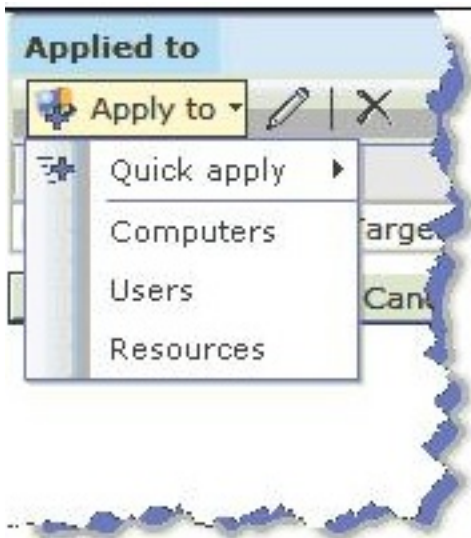 Applied to
Apply to
Quick apply
Computers
Users
Resources